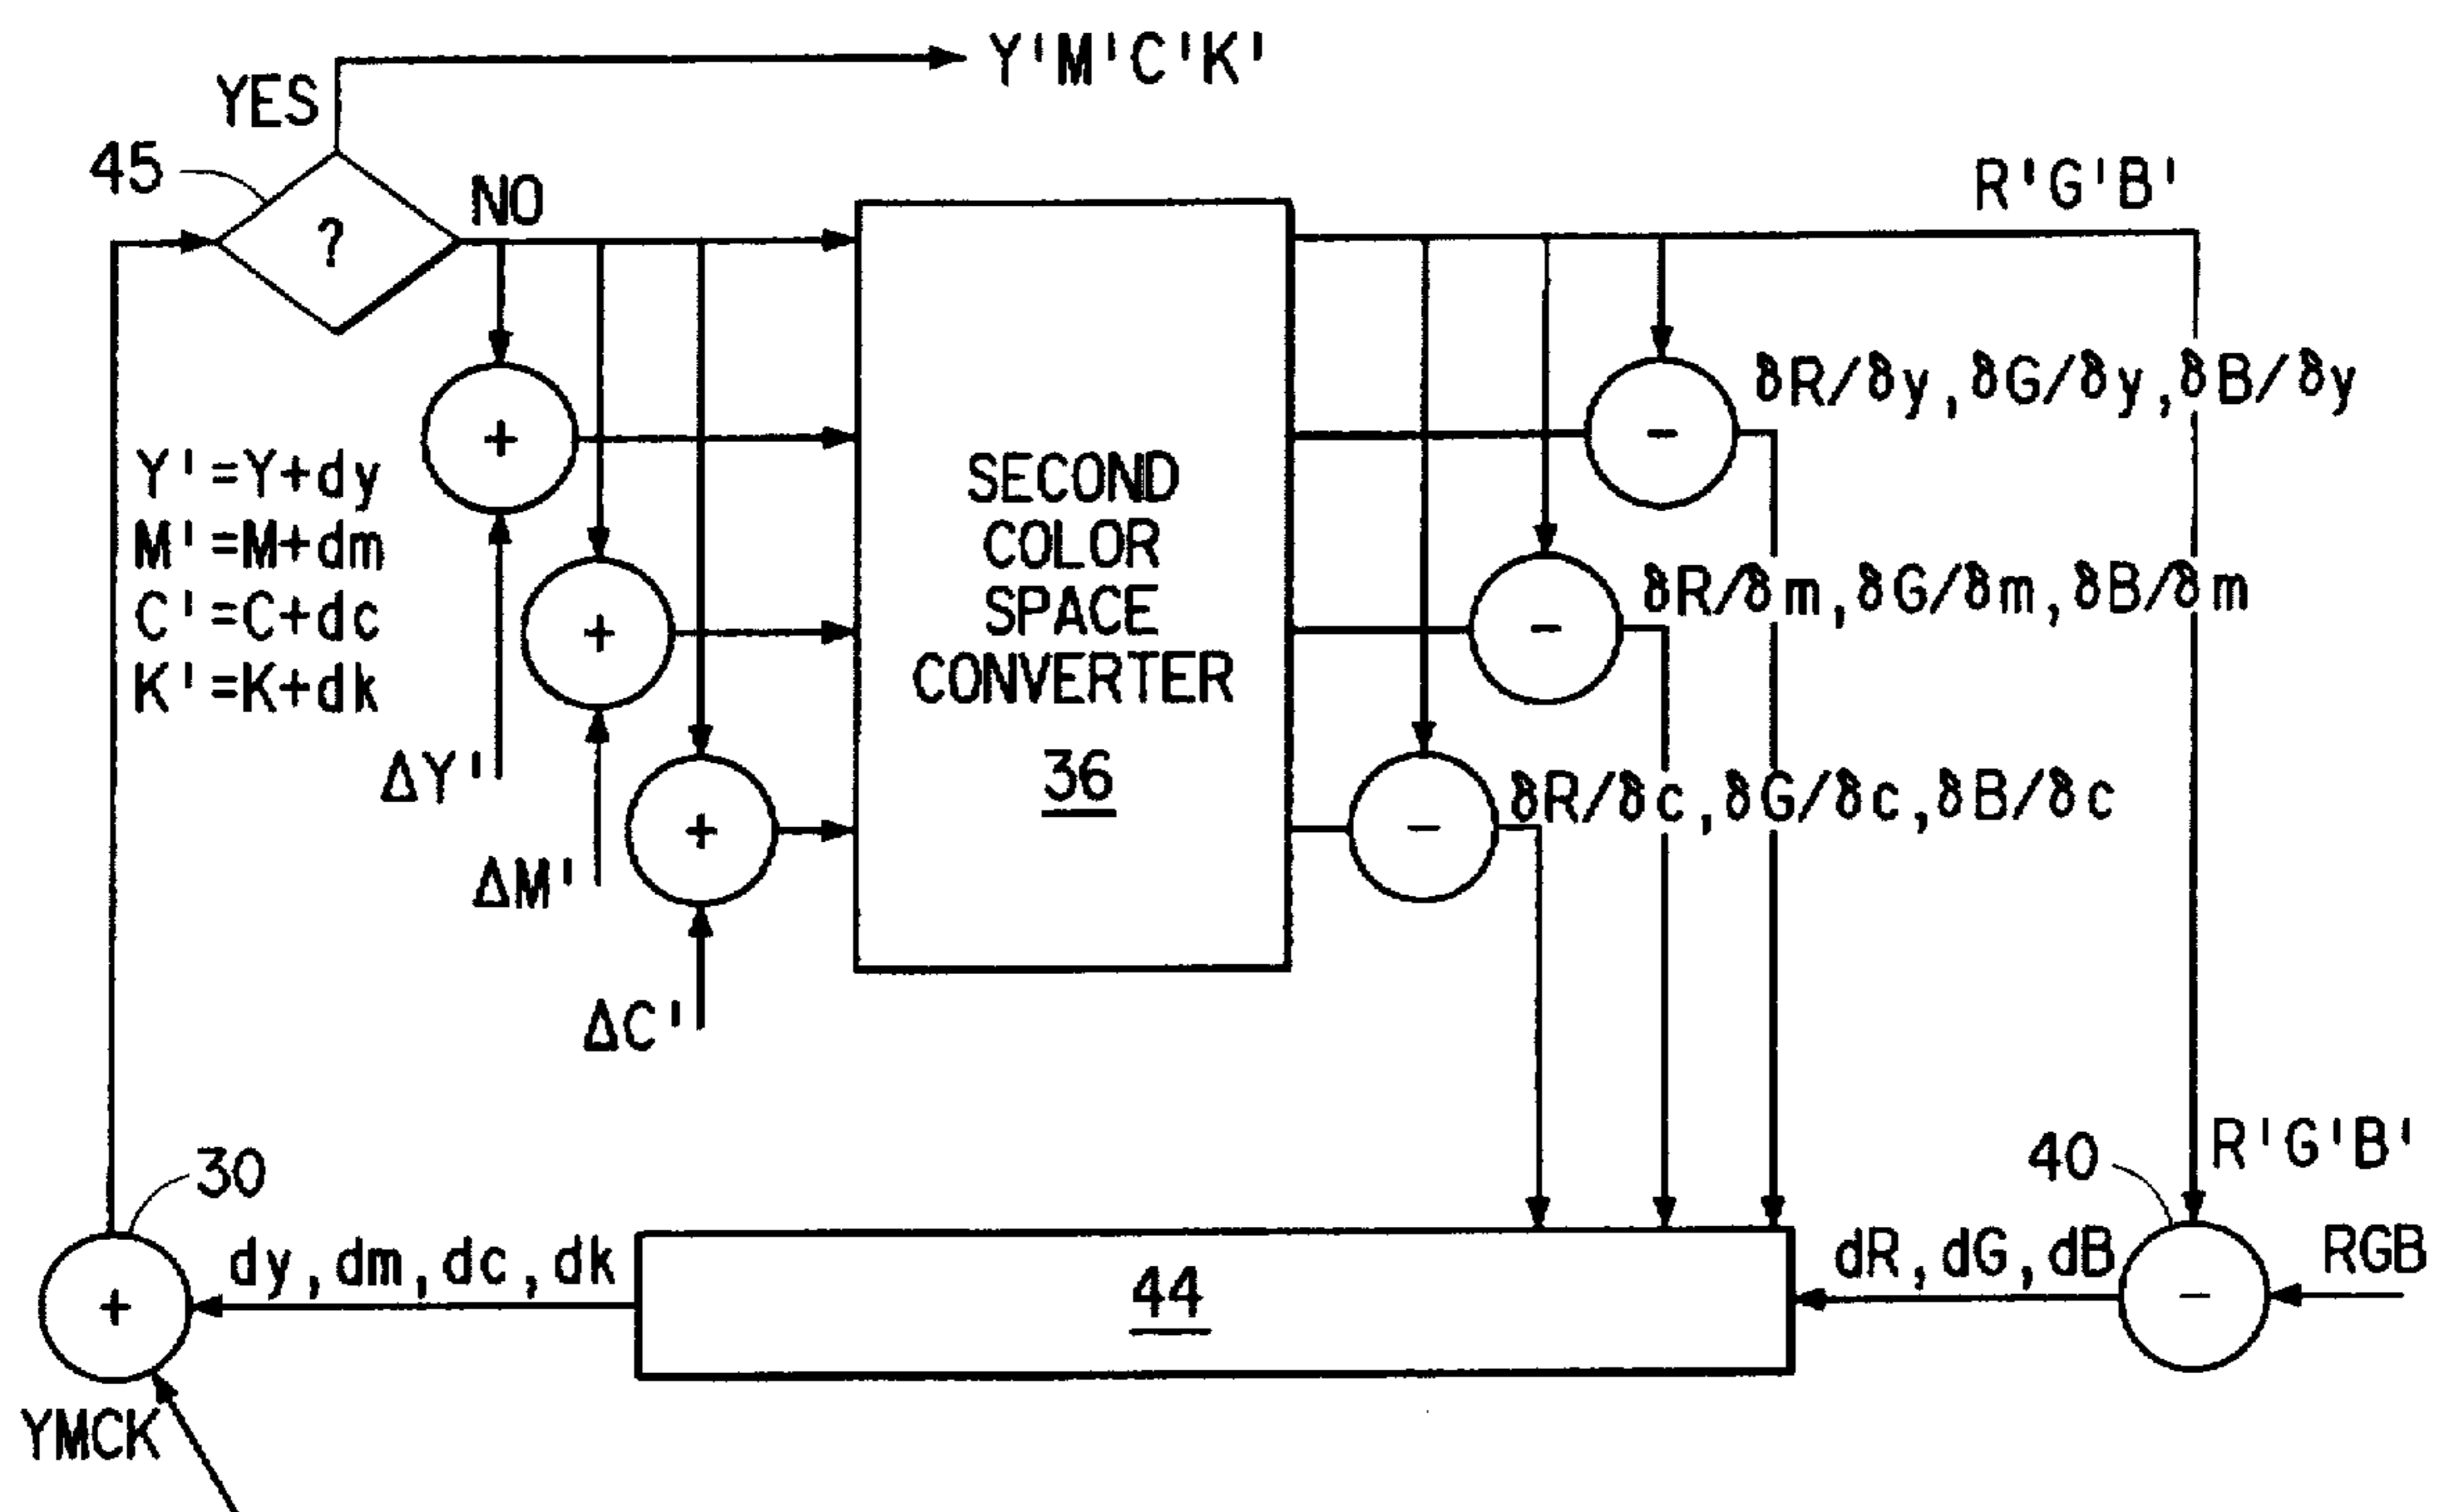 Y'M'C'K'
YES
45
NO
?
R'G'B'
δR/δy,δG/δy,δB/δy
+
-
Y'=Y+dy
M'=M+dm
C'=C+dc
K'=K+dk
SECOND
COLOR
SPACE
CONVERTER
36
δR/δm,δG/δm,δB/δm
+
-
ΔY'
δR/δc,δG/δc,δB/δc
+
-
ΔM'
ΔC'
30
40
R'G'B'
dy,dm,dc,dk
44
dR,dG,dB
RGB
+
-
YMCK